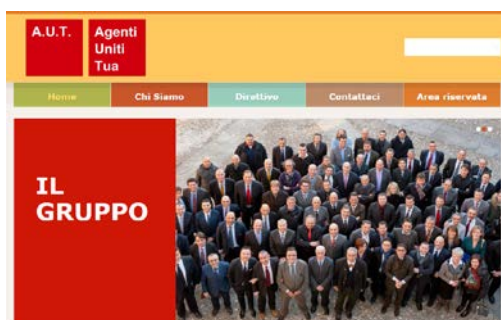 A.U.T.
Agenti
Uniti
Tua
Home
Chi Siamo
Direttivo
Contattaci
Area riservata
IL
GRUPPO